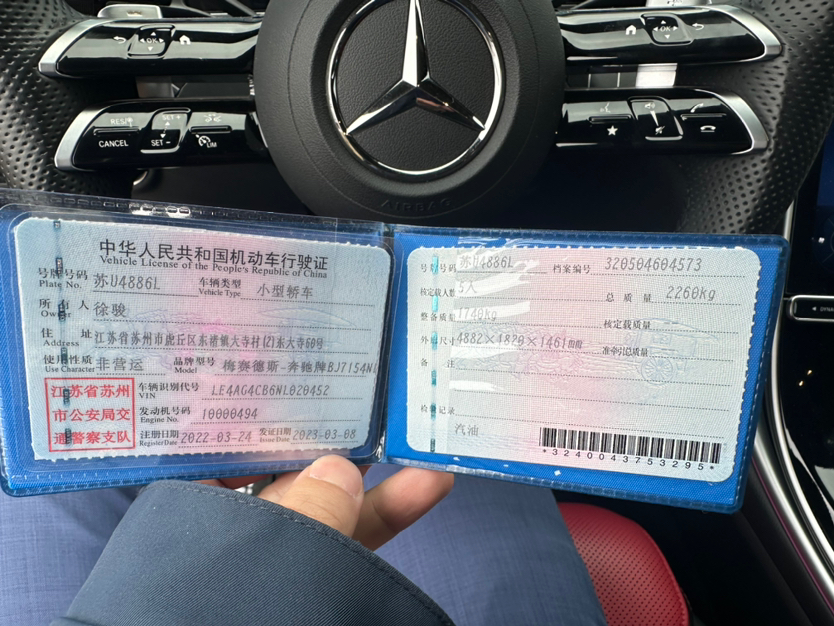 OK
OK
RES
SET+
CANCEL
SET-
LIM
AIRBAG
中华人民共和国机动车行驶证
Vehicle License of the People's Republic of China
号牌号码 苏U4886L 车辆类型 小型轿车
Plate No. Vehicle Type
所有人 徐骏
Owner
住址 江苏省苏州市虎丘区东渚镇大寺村(2)东大寺60号
Address
使用性质 非营运 品牌型号 梅赛德斯-奔驰牌BJ7154N
Use Character Model
江苏省苏州
市公安局交
通警察支队
车辆识别代号 LE4AG4CB6NL020452
VIN
发动机号码 10000494
Engine No.
注册日期 2022-03-24 发证日期 2023-03-08
Register Date Issue Date
号牌号码 苏U4886L 档案编号 320504604573
核定载人数 5人 总质量 2260kg
整备质量 1740kg 核定载质量
外廓尺寸 4882×1829×1461mm 准牵引总质量
备注
检验记录
汽油
*3240043753295*